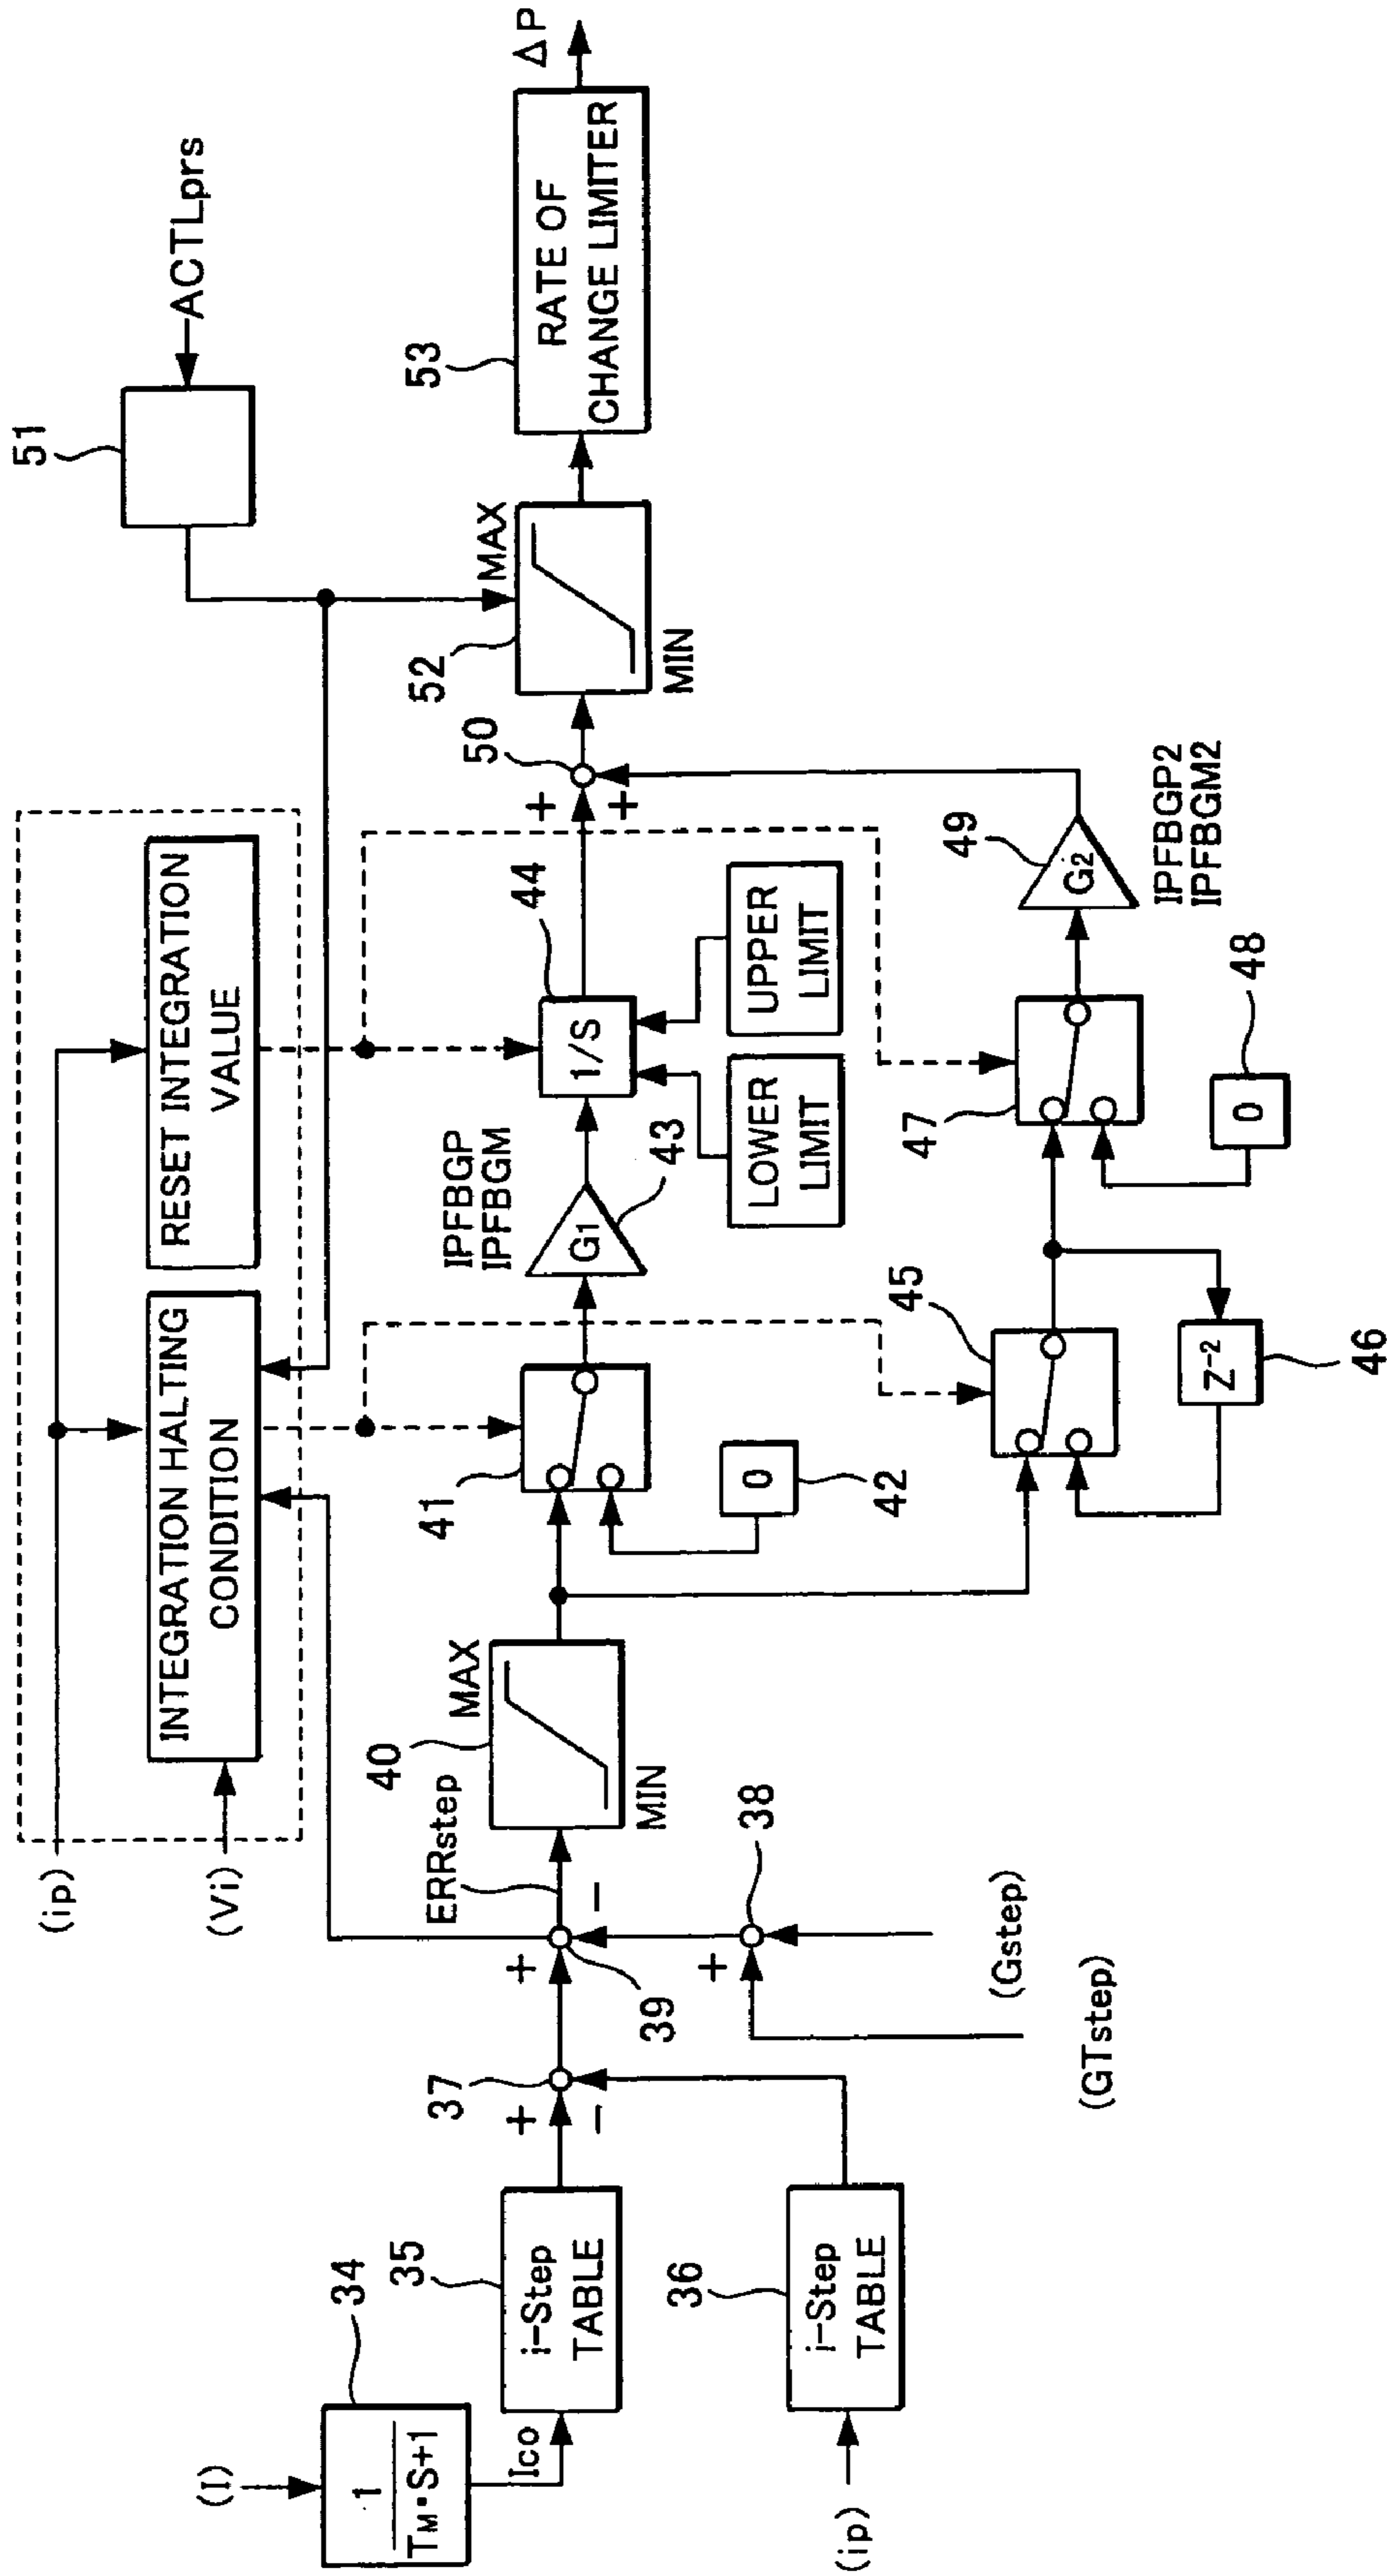 (ip)
(Vi)
INTEGRATION HALTING
CONDITION
RESET INTEGRATION
VALUE
51
ACTLprs
(I)
34
1
TM·S+1
Ico
35
i-Step
TABLE
(ip)
36
i-Step
TABLE
37
+
−
39
+
−
ERRstep
38
+
(Gstep)
(GTstep)
40
MAX
MIN
41
0
42
IPFBGP
IPFBGM
G1
43
44
1/S
LOWER
LIMIT
UPPER
LIMIT
45
Z-2
46
47
0
48
49
G2
IPFBGP2
IPFBGM2
50
+
+
52
MAX
MIN
53
RATE OF
CHANGE LIMITER
ΔP